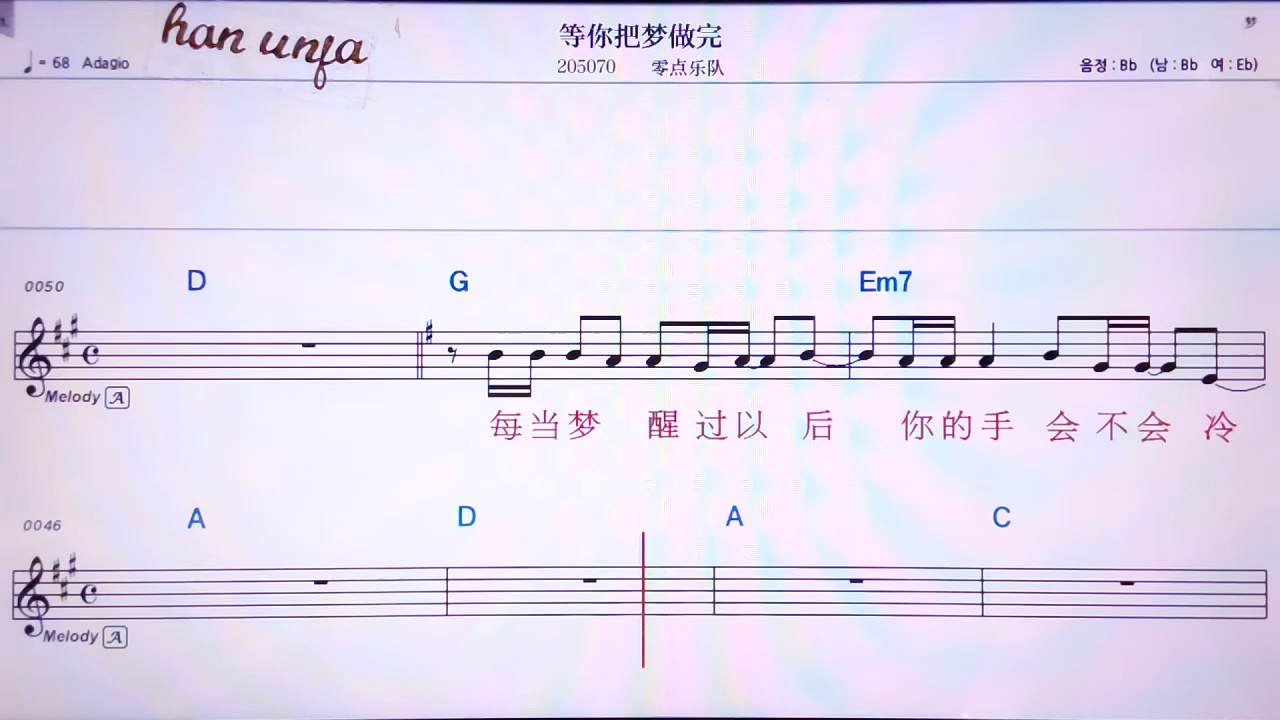 han unfa
等你把梦做完
♩= 68 Adagio
205070 零点乐队
음정 : Bb (남 : Bb 여 : Eb)
0050
D G Em7
Melody A
每当梦 醒过以 后 你的手 会不会 冷
0046
A D A C
Melody A